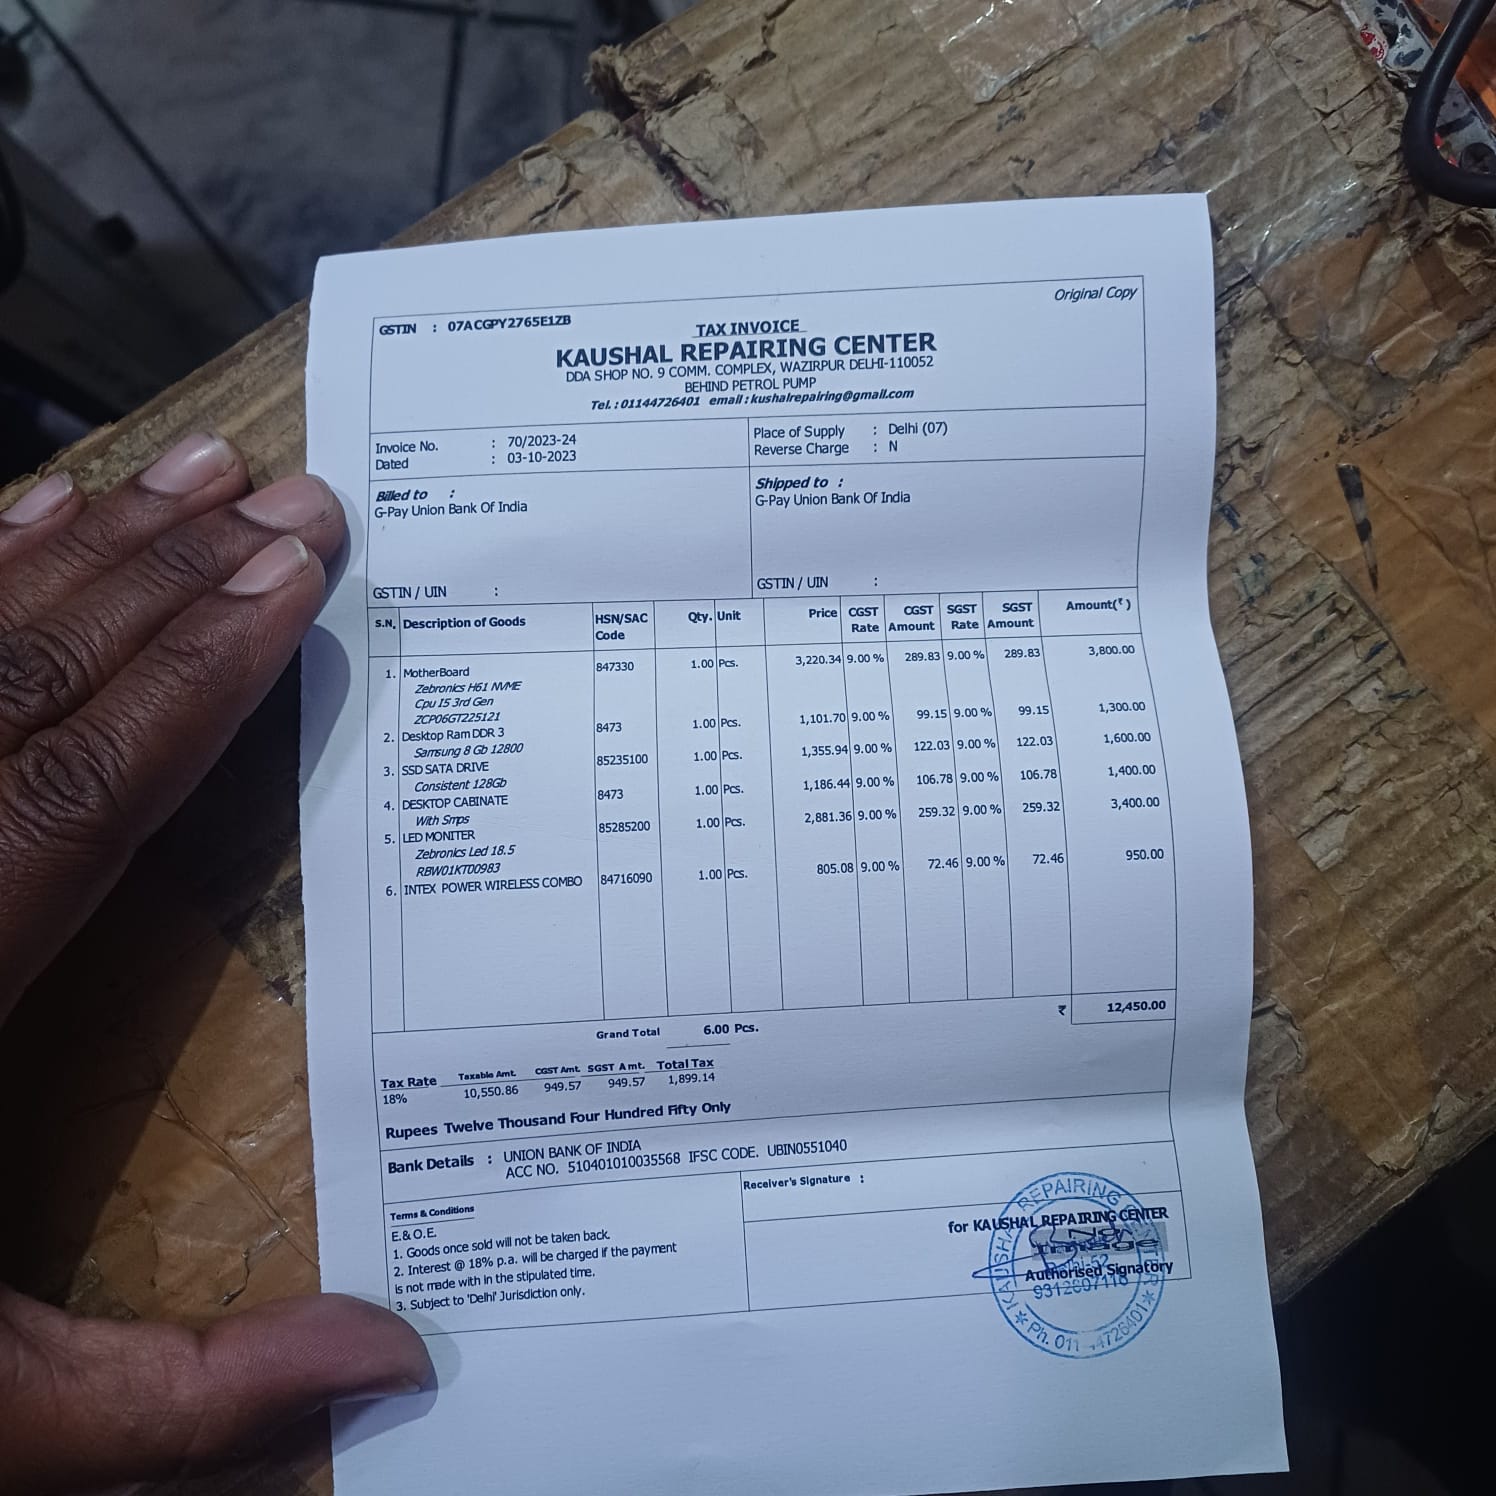 Original Copy
GSTIN : 07ACGPY2765E1ZB
TAX INVOICE
KAUSHAL REPAIRING CENTER
DDA SHOP NO. 9 COMM. COMPLEX, WAZIRPUR DELHI-110052
BEHIND PETROL PUMP
Tel. : 01144726401 email : kushalrepairing@gmail.com
Invoice No. : 70/2023-24
Dated : 03-10-2023
Place of Supply : Delhi (07)
Reverse Charge : N
Billed to :
G-Pay Union Bank Of India
GSTIN / UIN :
Shipped to :
G-Pay Union Bank Of India
GSTIN / UIN :
S.N. Description of Goods HSN/SAC Code Qty. Unit Price CGST Rate CGST Amount SGST Rate SGST Amount Amount(₹)
1. MotherBoard 847330 1.00 Pcs. 3,220.34 9.00 % 289.83 9.00 % 289.83 3,800.00
Zebronics H61 NVME
Cpu I5 3rd Gen
ZCP06GT225121
2. Desktop Ram DDR 3 8473 1.00 Pcs. 1,101.70 9.00 % 99.15 9.00 % 99.15 1,300.00
Samsung 8 Gb 12800
3. SSD SATA DRIVE 85235100 1.00 Pcs. 1,355.94 9.00 % 122.03 9.00 % 122.03 1,600.00
Consistent 128Gb
4. DESKTOP CABINATE 8473 1.00 Pcs. 1,186.44 9.00 % 106.78 9.00 % 106.78 1,400.00
With Smps
5. LED MONITER 85285200 1.00 Pcs. 2,881.36 9.00 % 259.32 9.00 % 259.32 3,400.00
Zebronics Led 18.5
RBW01KT00983
6. INTEX POWER WIRELESS COMBO 84716090 1.00 Pcs. 805.08 9.00 % 72.46 9.00 % 72.46 950.00
Grand Total 6.00 Pcs. ₹ 12,450.00
Tax Rate Taxable Amt. CGST Amt. SGST Amt. Total Tax
18% 10,550.86 949.57 949.57 1,899.14
Rupees Twelve Thousand Four Hundred Fifty Only
Bank Details : UNION BANK OF INDIA
ACC NO. 510401010035568 IFSC CODE. UBIN0551040
Terms & Conditions
E.& O.E.
1. Goods once sold will not be taken back.
2. Interest @ 18% p.a. will be charged if the payment
is not made with in the stipulated time.
3. Subject to 'Delhi' Jurisdiction only.
Receiver's Signature :
for KAUSHAL REPAIRING CENTER
No
Image
Authorised Signatory
KAUSHAL REPAIRING